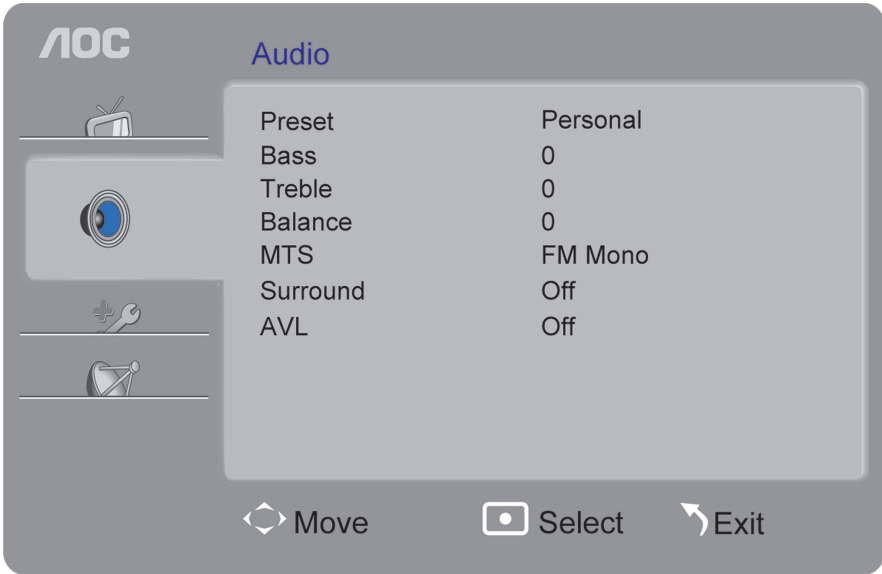 AOC
Audio
Preset Personal
Bass 0
Treble 0
Balance 0
MTS FM Mono
Surround Off
AVL Off
Move Select Exit